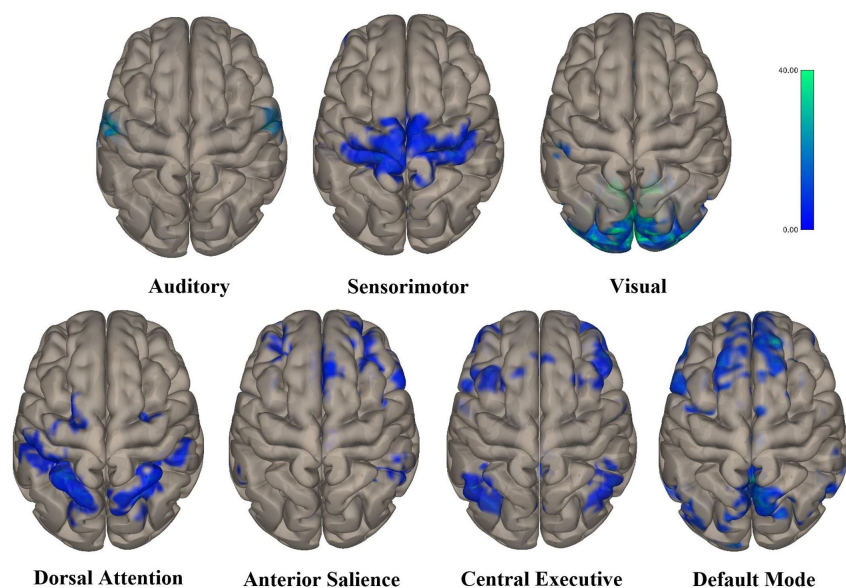 40.00
0.00
Auditory
Sensorimotor
Visual
Dorsal Attention
Anterior Salience
Central Executive
Default Mode